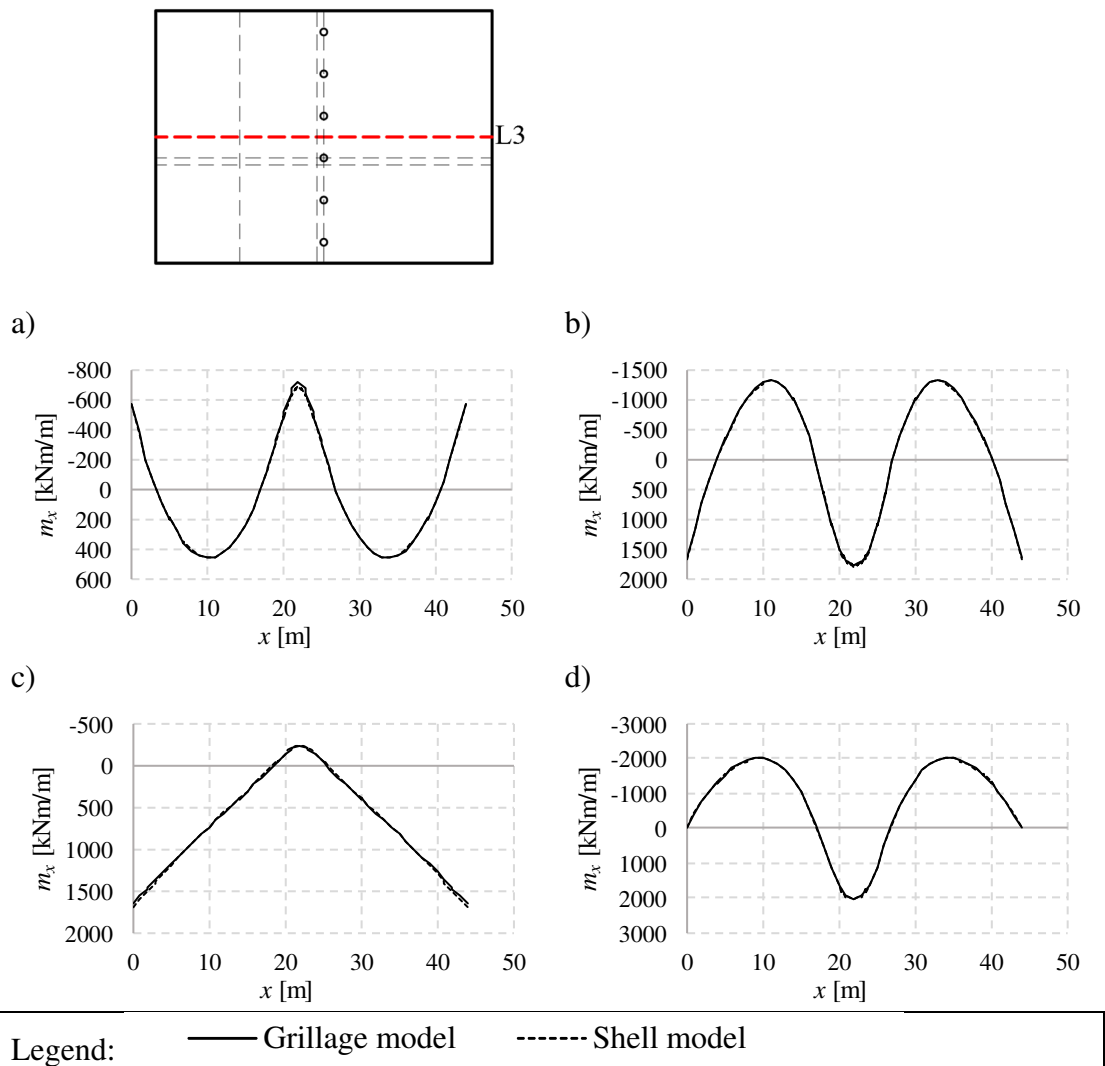 L3
a)
-800
-600
-400
-200
0
200
400
600
m_x [kNm/m]
0 10 20 30 40 50
x [m]
b)
-1500
-1000
-500
0
500
1000
1500
2000
m_x [kNm/m]
0 10 20 30 40 50
x [m]
c)
-500
0
500
1000
1500
2000
m_x [kNm/m]
0 10 20 30 40 50
x [m]
d)
-3000
-2000
-1000
0
1000
2000
3000
m_x [kNm/m]
0 10 20 30 40 50
x [m]
Legend: Grillage model Shell model